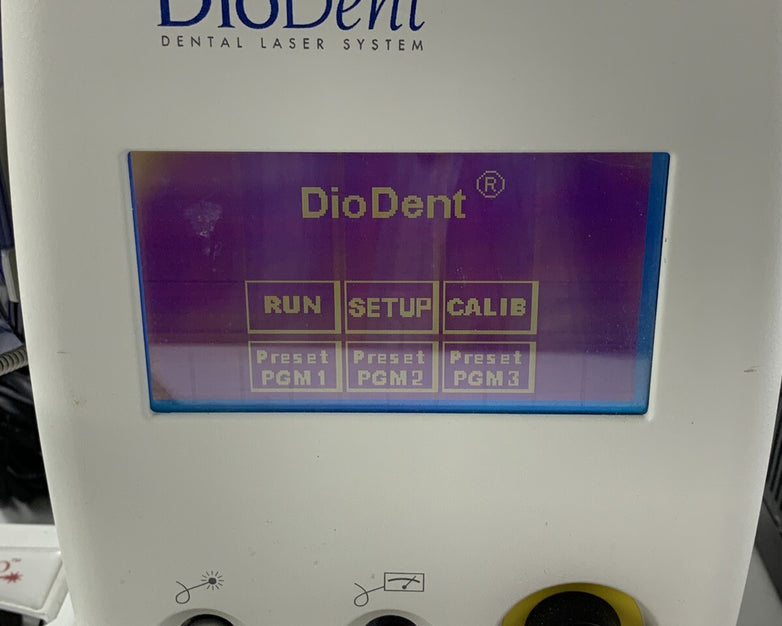 DioDent
DENTAL LASER SYSTEM
DioDent ®
RUN SETUP CALIB
Preset Preset Preset
PGM1 PGM2 PGM3